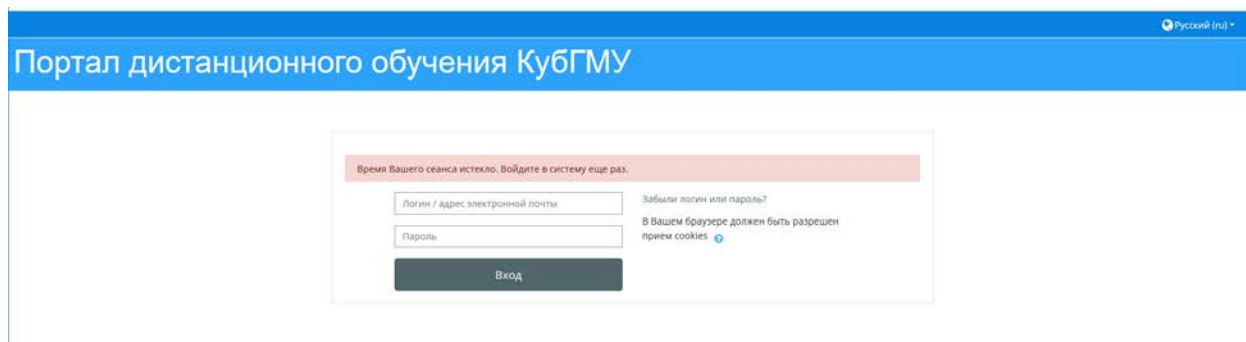 Русский (ru)
Портал дистанционного обучения КубГМУ
Время Вашего сеанса истекло. Войдите в систему еще раз.
Логин / адрес электронной почты
Пароль
Вход
Забыли логин или пароль?
В Вашем браузере должен быть разрешен
прием cookies